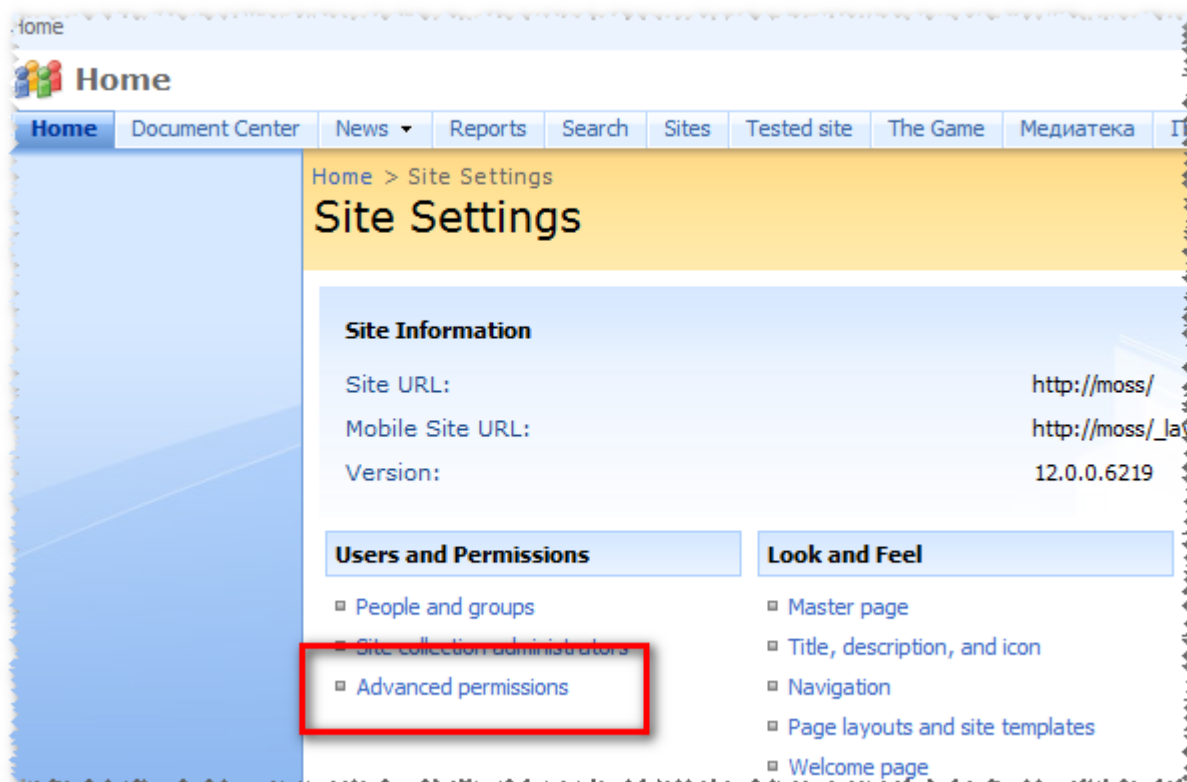 Home
Home
Home Document Center News Reports Search Sites Tested site The Game Медиатека
Home > Site Settings
Site Settings
Site Information
Site URL: http://moss/
Mobile Site URL: http://moss/_la
Version: 12.0.0.6219
Users and Permissions Look and Feel
People and groups Master page
Site collection administrators Title, description, and icon
Advanced permissions Navigation
Page layouts and site templates
Welcome page